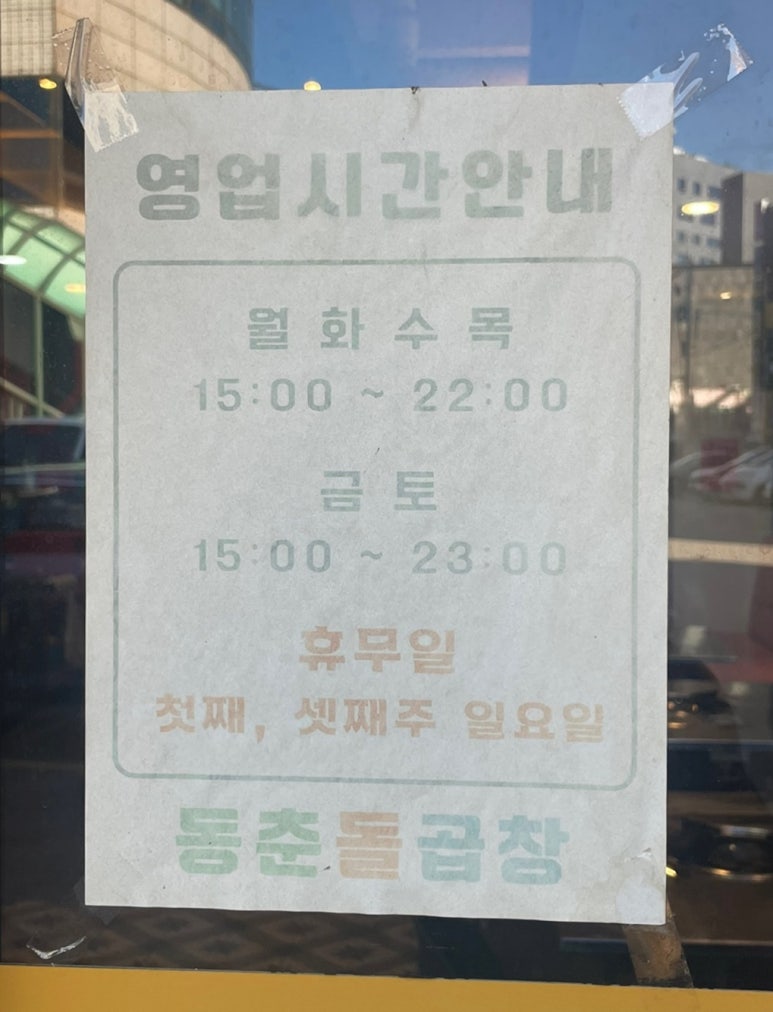 영업시간안내
월 화 수 목
15:00 ~ 22:00
금 토
15:00 ~ 23:00
휴무일
첫째, 셋째주 일요일
동춘돌곱창